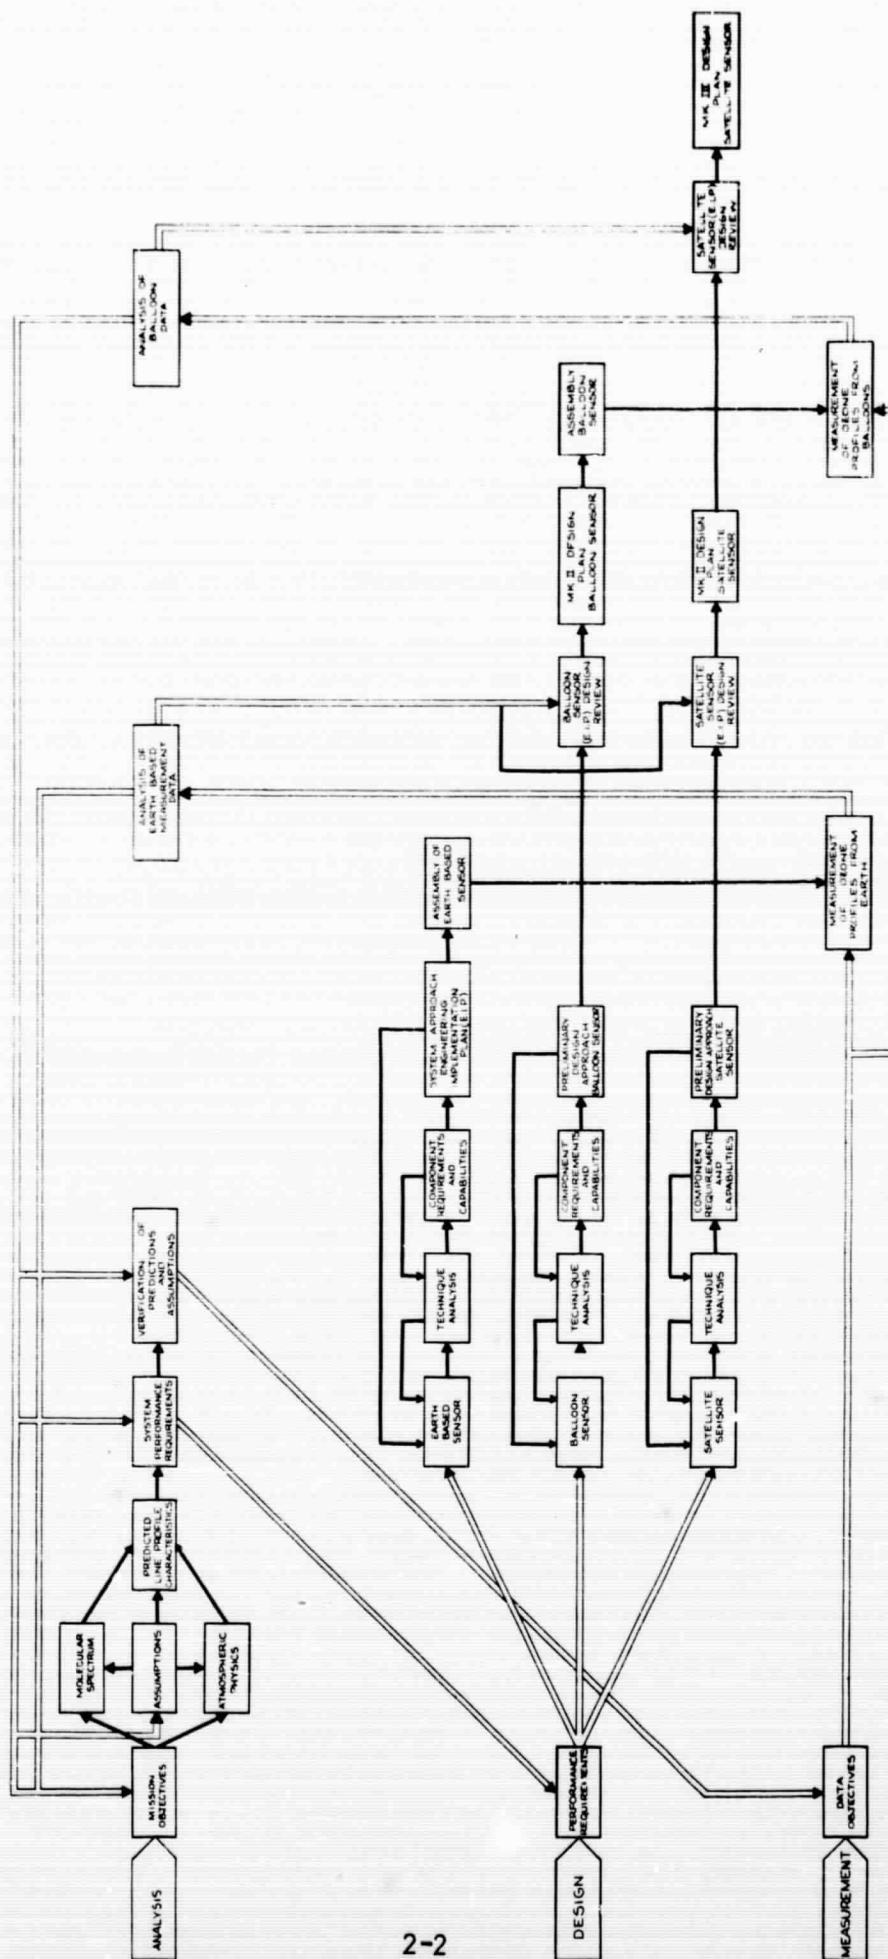 ANALYSIS
MISSION
OBJECTIVES
MOLECULAR
SPECTRUM
ASSUMPTIONS
ATMOSPHERIC
PHYSICS
PREDICTED
LINE PROFILE
CHARACTERISTICS
SYSTEM
PERFORMANCE
REQUIREMENTS
VERIFICATION OF
PREDICTIONS
AND
ASSUMPTIONS
ANALYSIS OF
EARTH BASED
MEASUREMENT
DATA
ANALYSIS OF
BALLOON
DATA
DESIGN
PERFORMANCE
REQUIREMENTS
EARTH
BASED
SENSOR
TECHNIQUE
ANALYSIS
COMPONENT
REQUIREMENTS
AND
CAPABILITIES
SYSTEM APPROACH
ENGINEERING
IMPLEMENTATION
PLAN(E.I.P)
ASSEMBLY OF
EARTH BASED
SENSOR
BALLOON
SENSOR
TECHNIQUE
ANALYSIS
COMPONENT
REQUIREMENTS
AND
CAPABILITIES
PRELIMINARY
DESIGN
APPROACH
BALLOON SENSOR
BALLOON
SENSOR
(E.I.P) DESIGN
REVIEW
MK II DESIGN
PLAN
BALLOON SENSOR
ASSEMBLY
BALLOON
SENSOR
SATELLITE
SENSOR
TECHNIQUE
ANALYSIS
COMPONENT
REQUIREMENTS
AND
CAPABILITIES
PRELIMINARY
DESIGN APPROACH
SATELLITE
SENSOR
SATELLITE
SENSOR
(E.I.P) DESIGN
REVIEW
MK II DESIGN
PLAN
SATELLITE
SENSOR
SATELLITE
SENSOR(E.I.P)
DESIGN
REVIEW
MK III DESIGN
PLAN
SATELLITE SENSOR
MEASUREMENT
DATA
OBJECTIVES
MEASUREMENT
OF OZONE
PROFILES FROM
EARTH
MEASUREMENT
OF OZONE
PROFILES FROM
BALLOONS
2-2